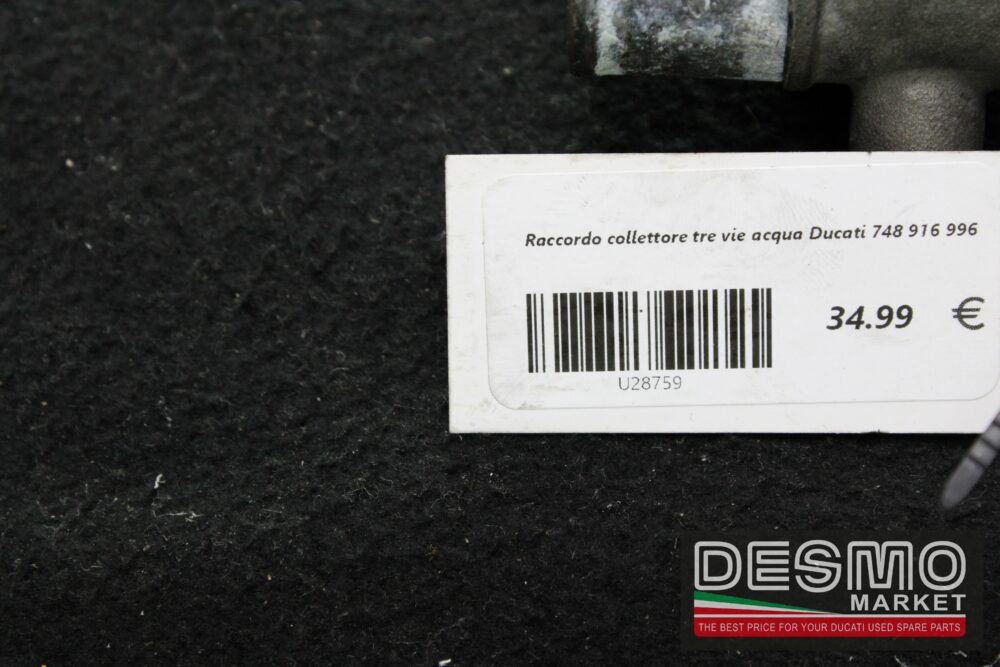 Raccordo collettore tre vie acqua Ducati 748 916 996
34.99 €
U28759
DESMO
MARKET
THE BEST PRICE FOR YOUR DUCATI USED SPARE PARTS